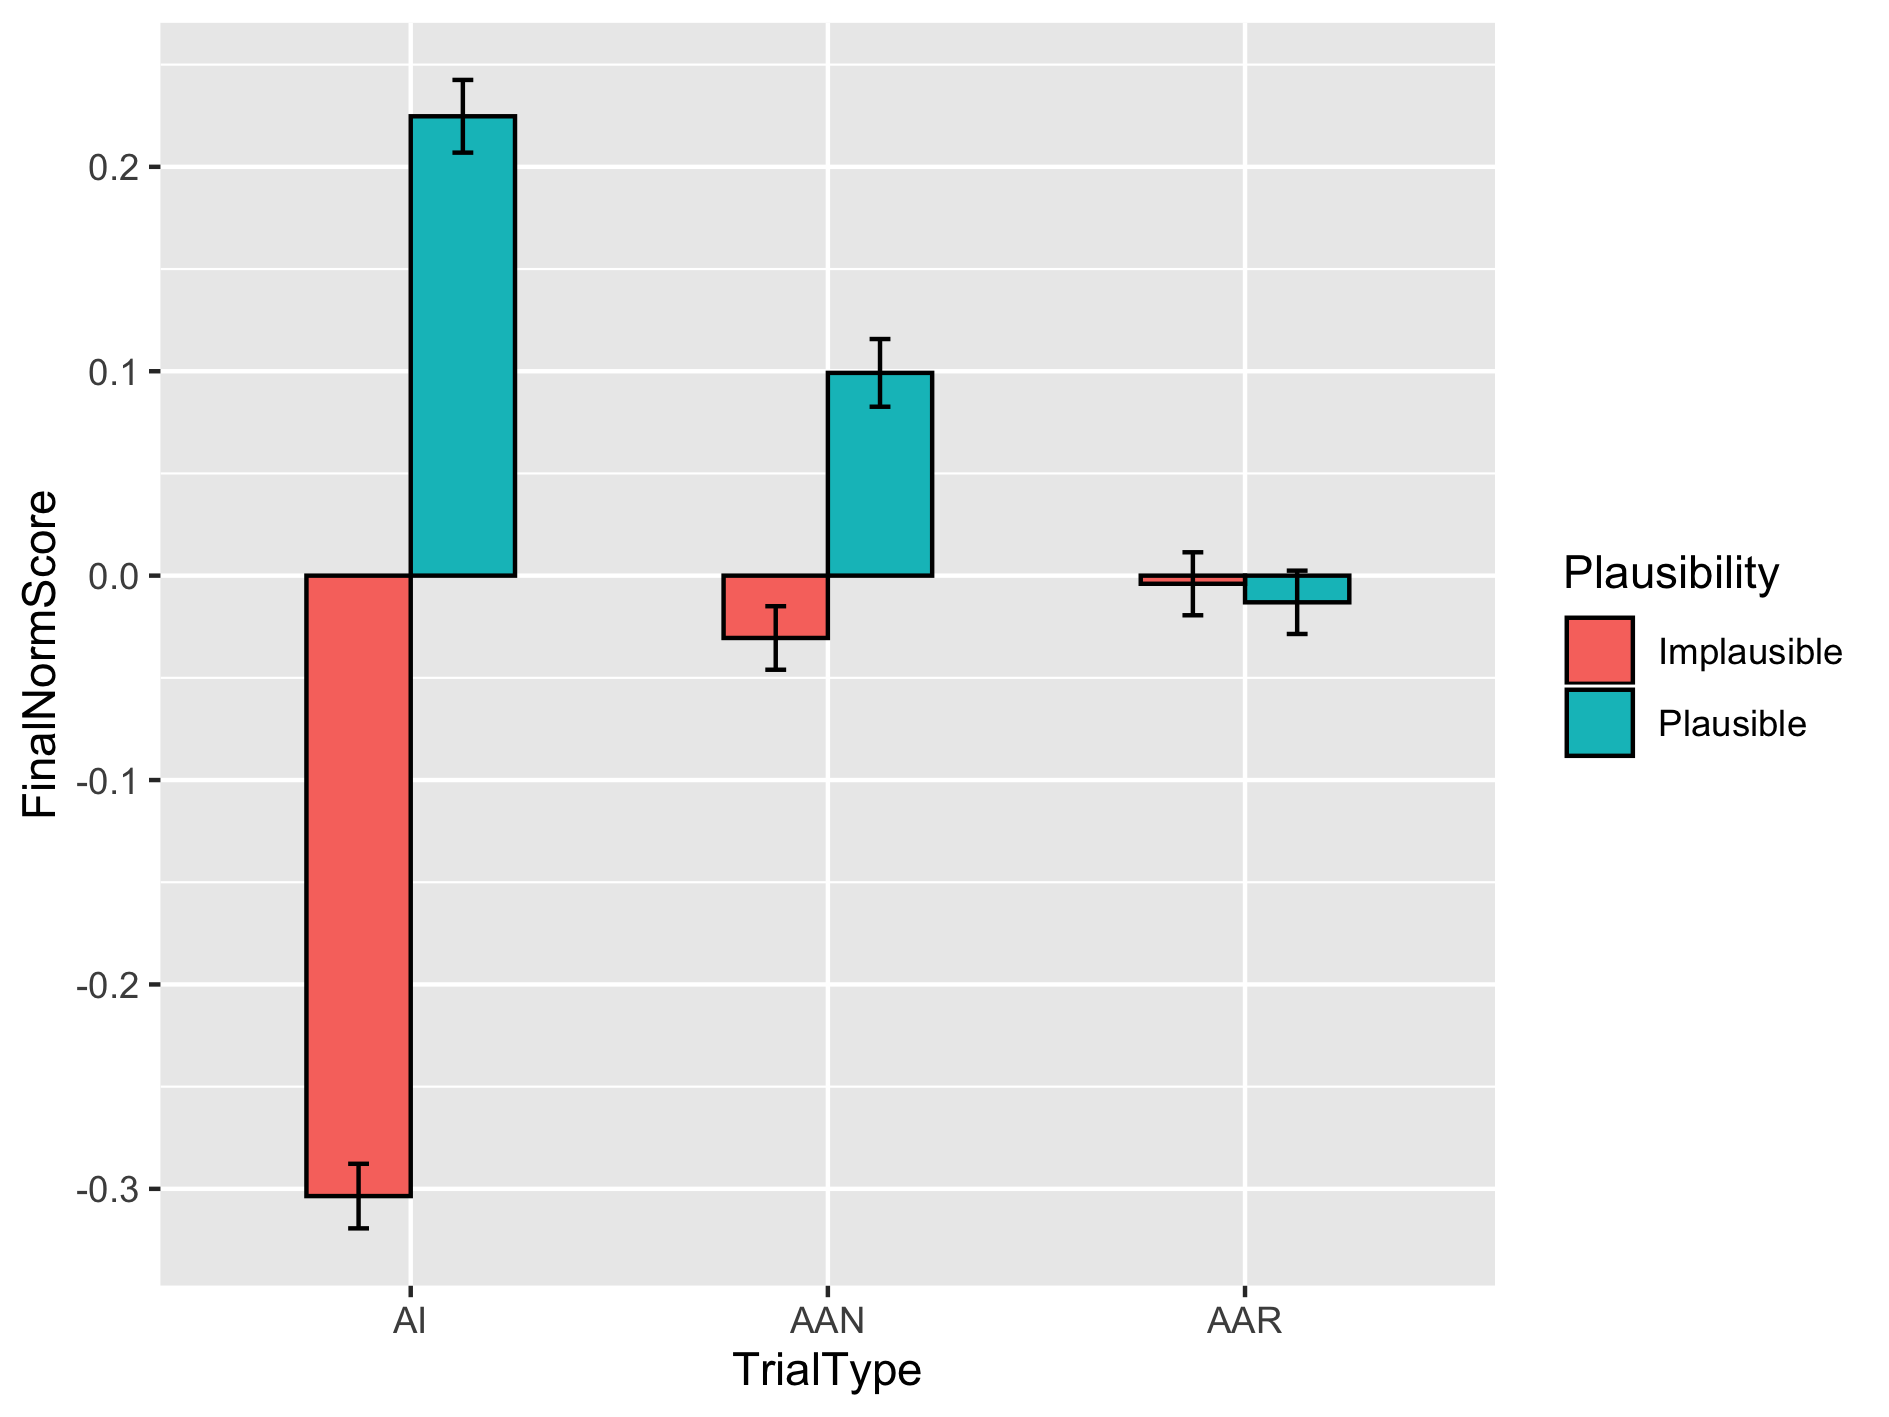 0.2
0.1
0.0
-0.1
-0.2
-0.3
FinalNormScore
AI
AAN
AAR
TrialType
Plausibility
Implausible
Plausible